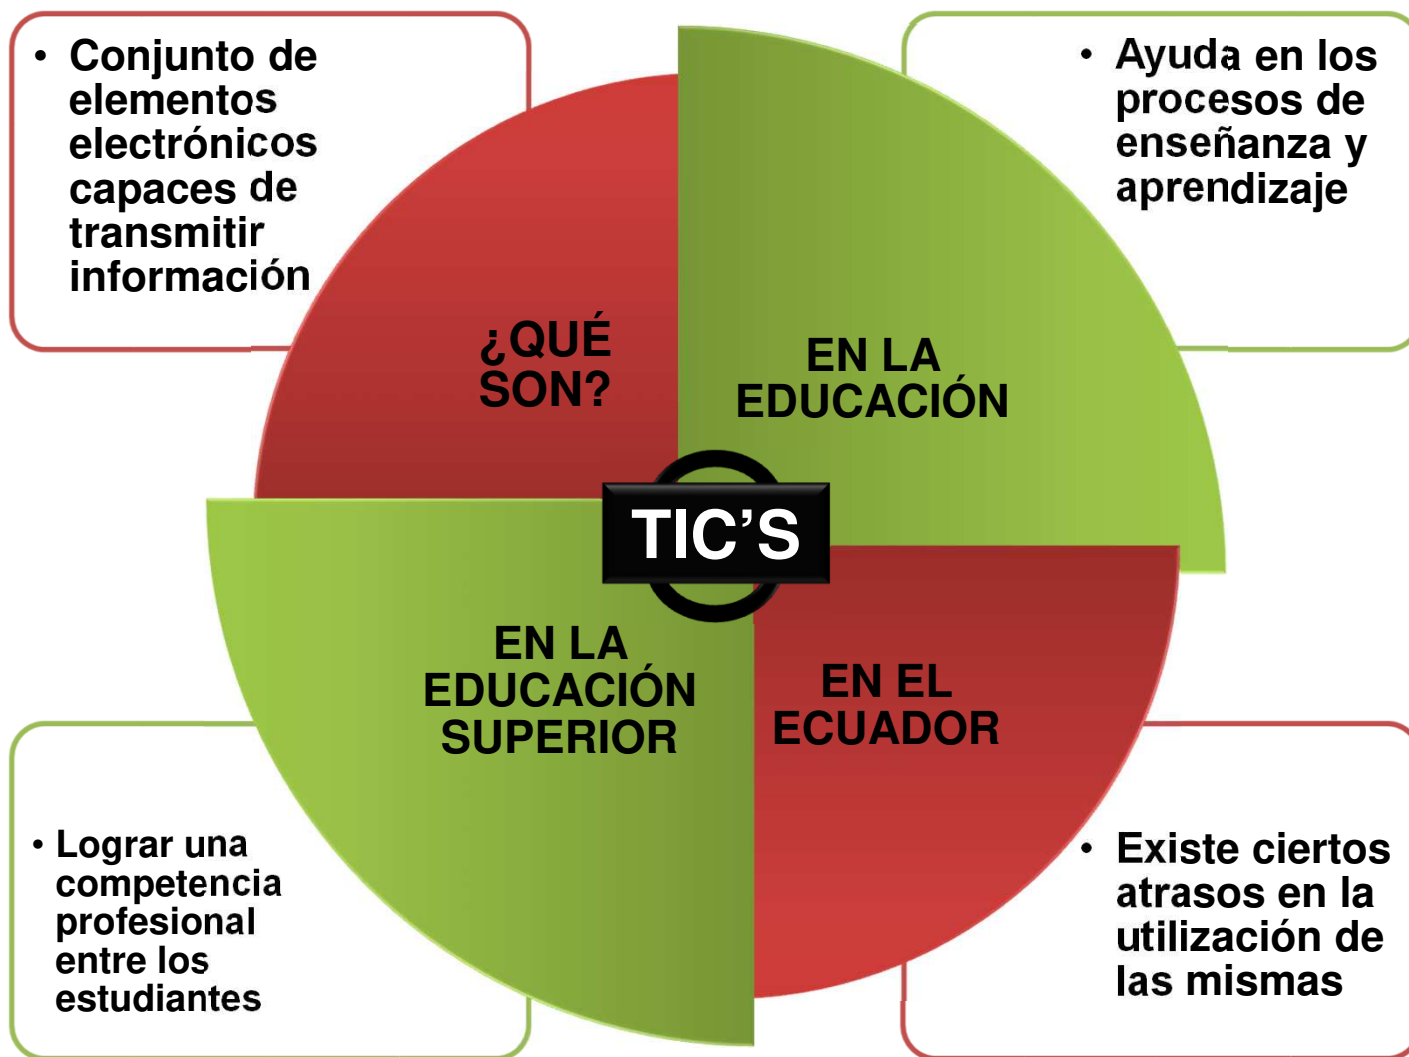 • Conjunto de
elementos
electrónicos
capaces de
transmitir
información
• Ayuda en los
procesos de
enseñanza y
aprendizaje
¿QUÉ
SON?
EN LA
EDUCACIÓN
TIC’S
EN LA
EDUCACIÓN
SUPERIOR
EN EL
ECUADOR
• Lograr una
competencia
profesional
entre los
estudiantes
• Existe ciertos
atrasos en la
utilización de
las mismas